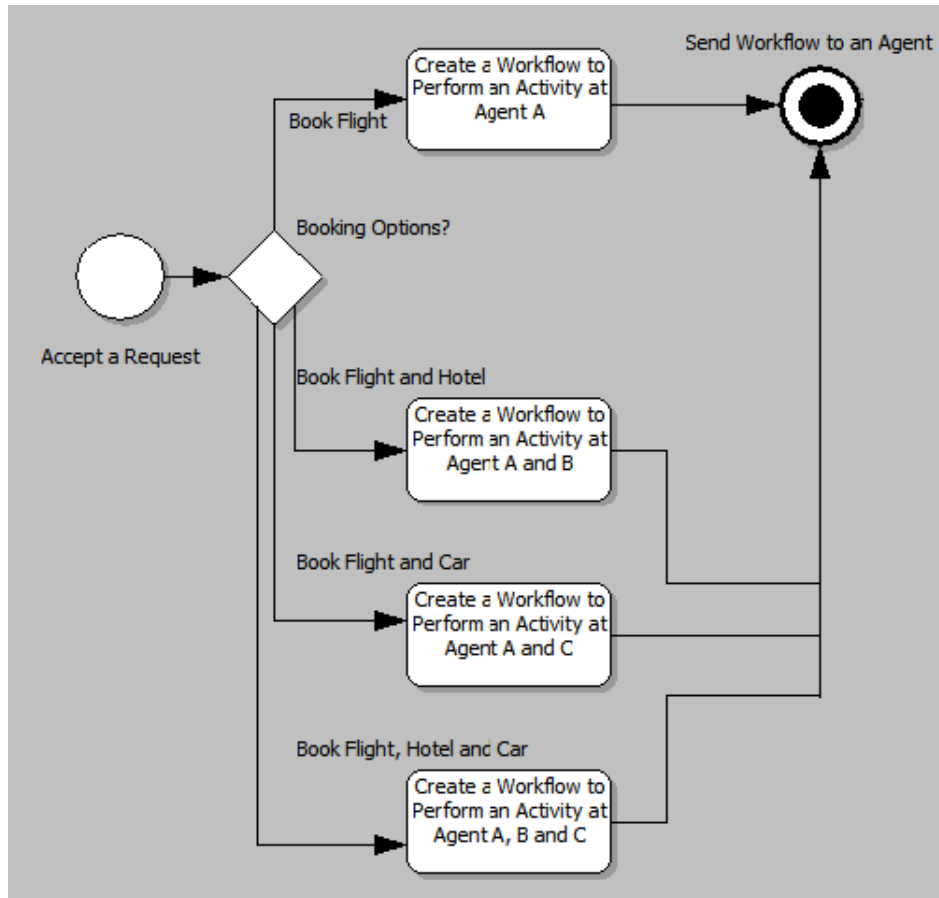 Send Workflow to an Agent
Create a Workflow to
Perform an Activity at
Agent A
Book Flight
Booking Options?
Accept a Request
Book Flight and Hotel
Create a Workflow to
Perform an Activity at
Agent A and B
Book Flight and Car
Create a Workflow to
Perform an Activity at
Agent A and C
Book Flight, Hotel and Car
Create a Workflow to
Perform an Activity at
Agent A, B and C